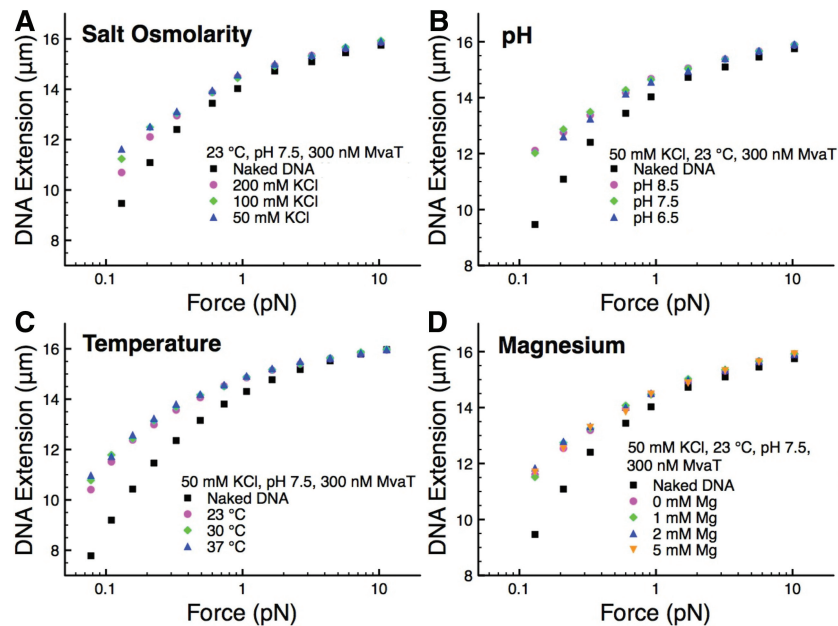 A
Salt Osmolarity
DNA Extension (μm)
16
14
12
10
8
23 °C, pH 7.5, 300 nM MvaT
Naked DNA
200 mM KCl
100 mM KCl
50 mM KCl
0.1
1
10
Force (pN)
B
pH
DNA Extension (μm)
16
14
12
10
8
50 mM KCl, 23 °C, 300 nM MvaT
Naked DNA
pH 8.5
pH 7.5
pH 6.5
0.1
1
10
Force (pN)
C
Temperature
DNA Extension (μm)
16
14
12
10
8
50 mM KCl, pH 7.5, 300 nM MvaT
Naked DNA
23 °C
30 °C
37 °C
0.1
1
10
Force (pN)
D
Magnesium
DNA Extension (μm)
16
14
12
10
8
50 mM KCl, 23 °C, pH 7.5,
300 nM MvaT
Naked DNA
0 mM Mg
1 mM Mg
2 mM Mg
5 mM Mg
0.1
1
10
Force (pN)